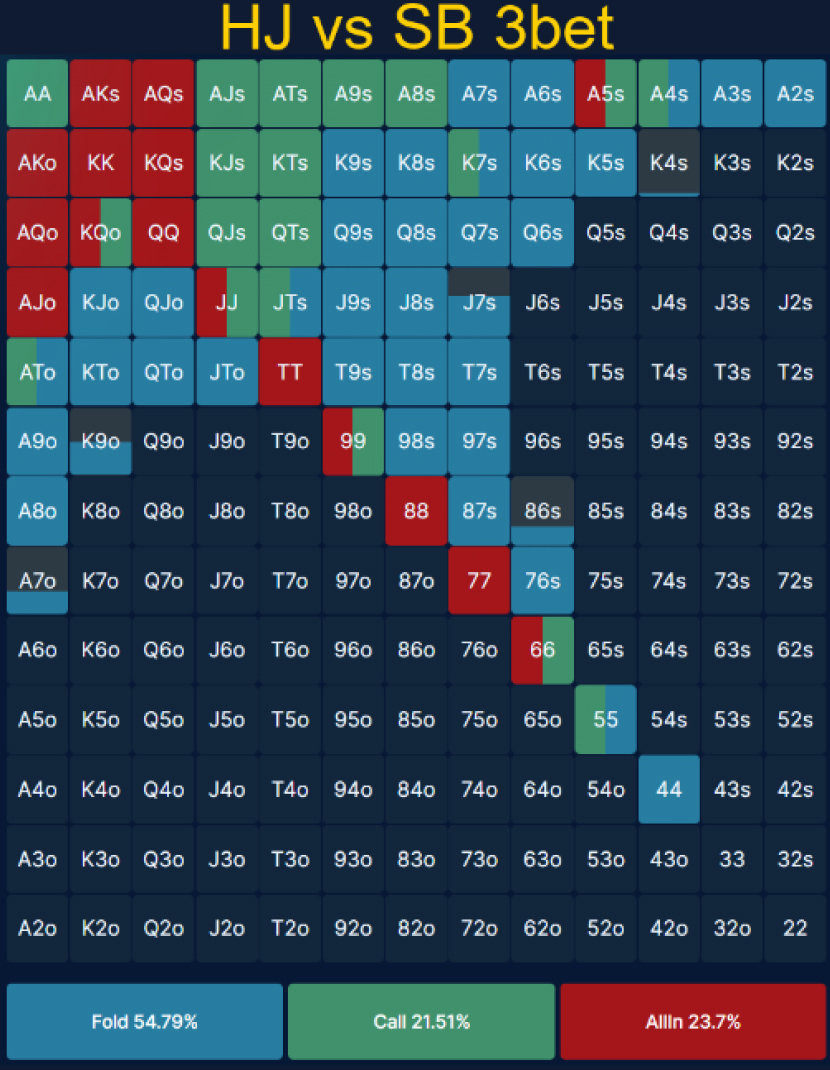 HJ vs SB 3bet
AA AKs AQs AJs ATs A9s A8s A7s A6s A5s A4s A3s A2s
AKo KK KQs KJs KTs K9s K8s K7s K6s K5s K4s K3s K2s
AQo KQo QQ QJs QTs Q9s Q8s Q7s Q6s Q5s Q4s Q3s Q2s
AJo KJo QJo JJ JTs J9s J8s J7s J6s J5s J4s J3s J2s
ATo KTo QTo JTo TT T9s T8s T7s T6s T5s T4s T3s T2s
A9o K9o Q9o J9o T9o 99 98s 97s 96s 95s 94s 93s 92s
A8o K8o Q8o J8o T8o 98o 88 87s 86s 85s 84s 83s 82s
A7o K7o Q7o J7o T7o 97o 87o 77 76s 75s 74s 73s 72s
A6o K6o Q6o J6o T6o 96o 86o 76o 66 65s 64s 63s 62s
A5o K5o Q5o J5o T5o 95o 85o 75o 65o 55 54s 53s 52s
A4o K4o Q4o J4o T4o 94o 84o 74o 64o 54o 44 43s 42s
A3o K3o Q3o J3o T3o 93o 83o 73o 63o 53o 43o 33 32s
A2o K2o Q2o J2o T2o 92o 82o 72o 62o 52o 42o 32o 22
Fold 54.79% Call 21.51% AllIn 23.7%